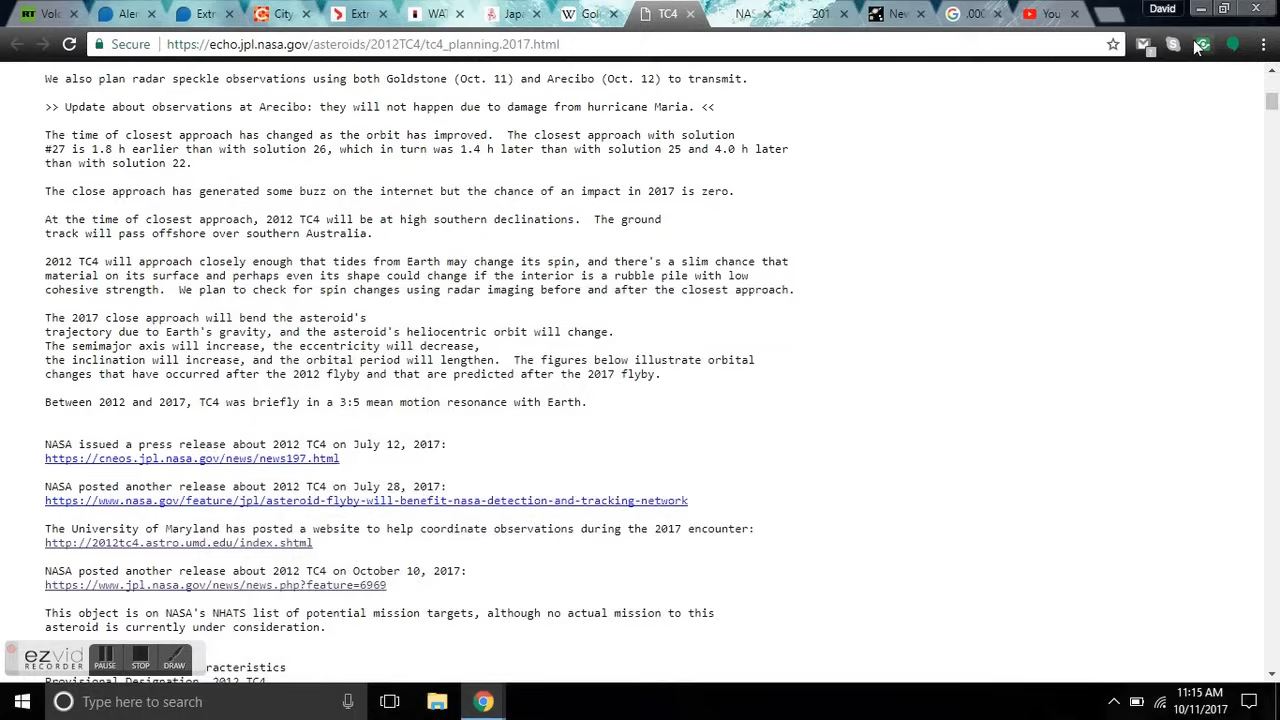 Volc
Aler
Extr
City
Extr
WAT
Japa
Gol
TC4
NAS
201
New
.000
You
David
Secure
https://echo.jpl.nasa.gov/asteroids/2012TC4/tc4_planning.2017.html
We also plan radar speckle observations using both Goldstone (Oct. 11) and Arecibo (Oct. 12) to transmit.
>> Update about observations at Arecibo: they will not happen due to damage from hurricane Maria. <<
The time of closest approach has changed as the orbit has improved. The closest approach with solution
#27 is 1.8 h earlier than with solution 26, which in turn was 1.4 h later than with solution 25 and 4.0 h later
than with solution 22.
The close approach has generated some buzz on the internet but the chance of an impact in 2017 is zero.
At the time of closest approach, 2012 TC4 will be at high southern declinations. The ground
track will pass offshore over southern Australia.
2012 TC4 will approach closely enough that tides from Earth may change its spin, and there's a slim chance that
material on its surface and perhaps even its shape could change if the interior is a rubble pile with low
cohesive strength. We plan to check for spin changes using radar imaging before and after the closest approach.
The 2017 close approach will bend the asteroid's
trajectory due to Earth's gravity, and the asteroid's heliocentric orbit will change.
The semimajor axis will increase, the eccentricity will decrease,
the inclination will increase, and the orbital period will lengthen. The figures below illustrate orbital
changes that have occurred after the 2012 flyby and that are predicted after the 2017 flyby.
Between 2012 and 2017, TC4 was briefly in a 3:5 mean motion resonance with Earth.
NASA issued a press release about 2012 TC4 on July 12, 2017:
https://cneos.jpl.nasa.gov/news/news197.html
NASA posted another release about 2012 TC4 on July 28, 2017:
https://www.nasa.gov/feature/jpl/asteroid-flyby-will-benefit-nasa-detection-and-tracking-network
The University of Maryland has posted a website to help coordinate observations during the 2017 encounter:
http://2012tc4.astro.umd.edu/index.shtml
NASA posted another release about 2012 TC4 on October 10, 2017:
https://www.jpl.nasa.gov/news/news.php?feature=6969
This object is on NASA's NHATS list of potential mission targets, although no actual mission to this
asteroid is currently under consideration.
racteristics
Provisional Designation 2012 TC4
ezvid
RECORDER
PAUSE
STOP
DRAW
Type here to search
11:15 AM
10/11/2017